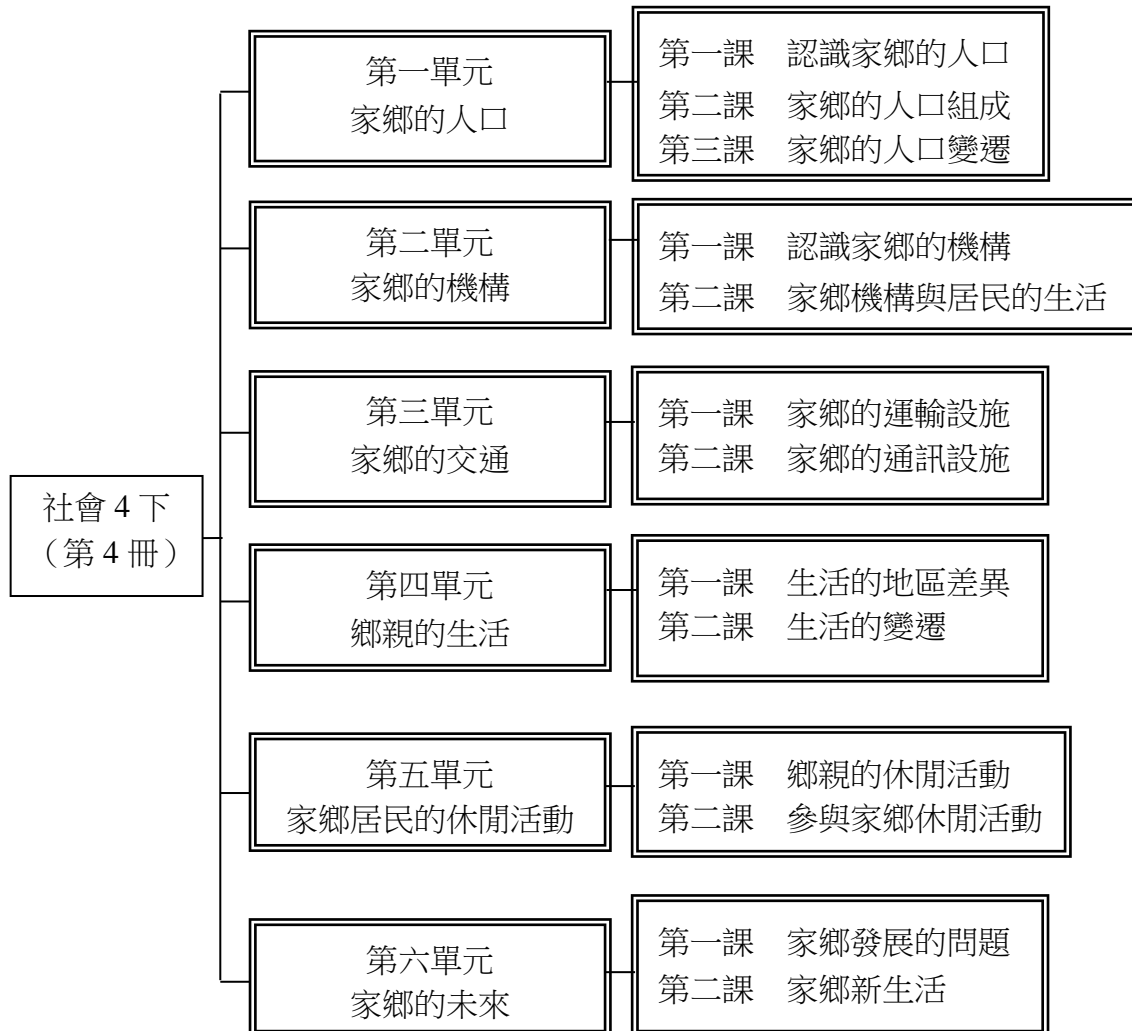 第一單元
家鄉的人口
第一課　認識家鄉的人口
第二課　家鄉的人口組成
第三課　家鄉的人口變遷
第二單元
家鄉的機構
第一課　認識家鄉的機構
第二課　家鄉機構與居民的生活
第三單元
家鄉的交通
第一課　家鄉的運輸設施
第二課　家鄉的通訊設施
社會 4 下
（第 4 冊）
第四單元
鄉親的生活
第一課　生活的地區差異
第二課　生活的變遷
第五單元
家鄉居民的休閒活動
第一課　鄉親的休閒活動
第二課　參與家鄉休閒活動
第六單元
家鄉的未來
第一課　家鄉發展的問題
第二課　家鄉新生活